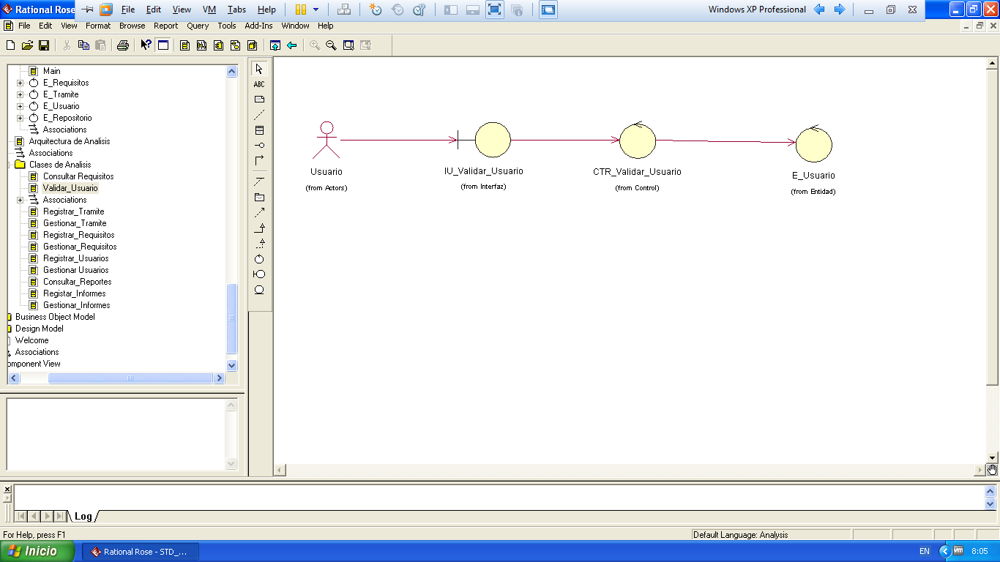 Rational Rose
File Edit View VM Tabs Help
Windows XP Professional
File Edit View Format Browse Report Query Tools Add-Ins Window Help
Main
E_Requisitos
E_Tramite
E_Usuario
E_Repositorio
Associations
Arquitectura de Analisis
Associations
Clases de Analisis
Consultar Requisitos
Validar_Usuario
Associations
Registrar_Tramite
Gestionar_Tramite
Registrar_Requisitos
Gestionar_Requisitos
Registrar_Usuarios
Gestionar Usuarios
Consultar_Reportes
Registar_Informes
Gestionar_Informes
Business Object Model
Design Model
Welcome
Associations
omponent View
ABC
Usuario
(from Actors)
IU_Validar_Usuario
(from Interfaz)
CTR_Validar_Usuario
(from Control)
E_Usuario
(from Entidad)
Log
For Help, press F1
Default Language: Analysis
Inicio
Rational Rose - STD_...
EN
vm
8:05